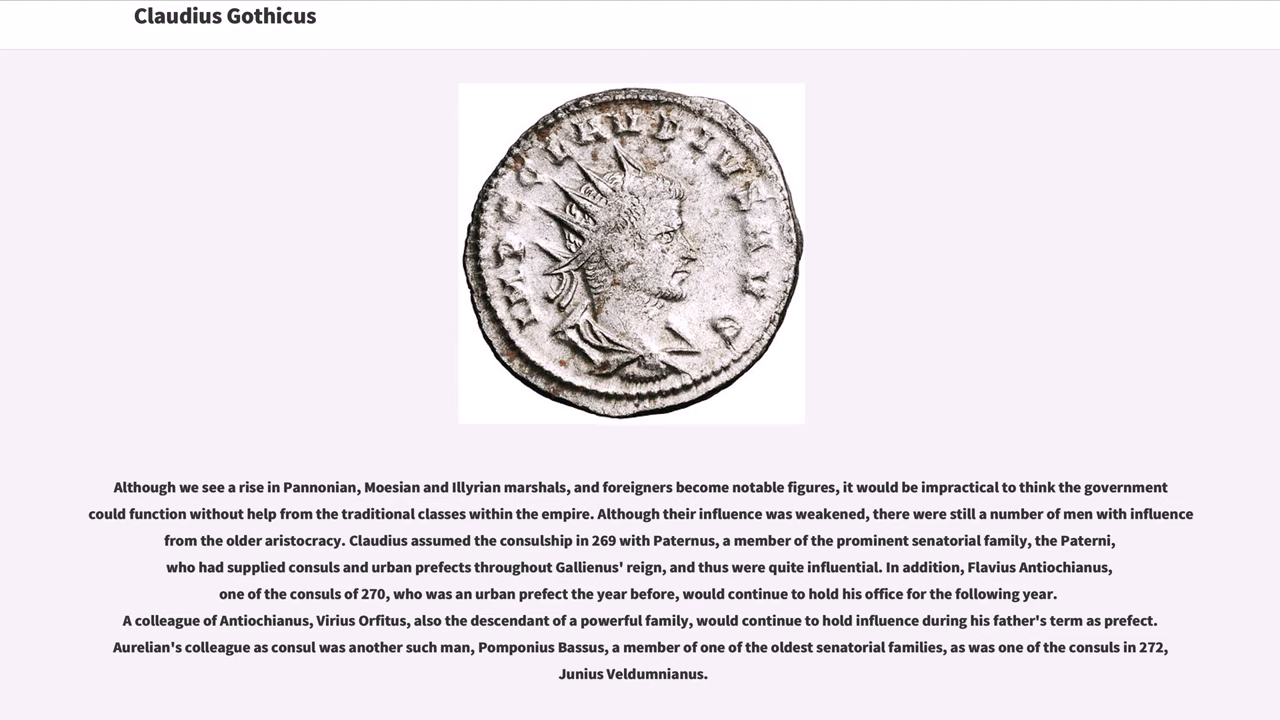 Claudius Gothicus
IMP C CLAUDIUS AUG
Although we see a rise in Pannonian, Moesian and Illyrian marshals, and foreigners become notable figures, it would be impractical to think the government
could function without help from the traditional classes within the empire. Although their influence was weakened, there were still a number of men with influence
from the older aristocracy. Claudius assumed the consulship in 269 with Paternus, a member of the prominent senatorial family, the Paterni,
who had supplied consuls and urban prefects throughout Gallienus' reign, and thus were quite influential. In addition, Flavius Antiochianus,
one of the consuls of 270, who was an urban prefect the year before, would continue to hold his office for the following year.
A colleague of Antiochianus, Virius Orfitus, also the descendant of a powerful family, would continue to hold influence during his father's term as prefect.
Aurelian's colleague as consul was another such man, Pomponius Bassus, a member of one of the oldest senatorial families, as was one of the consuls in 272,
Junius Veldumnianus.